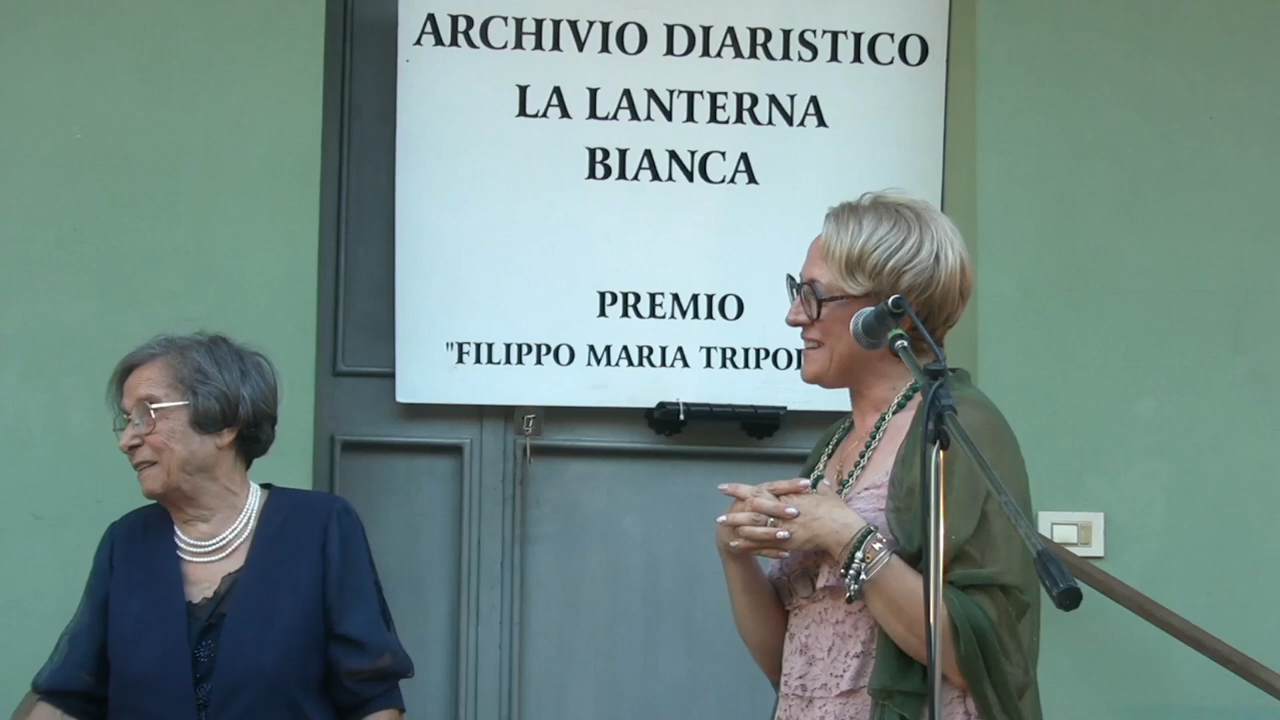 ARCHIVIO DIARISTICO
LA LANTERNA
BIANCA
PREMIO
"FILIPPO MARIA